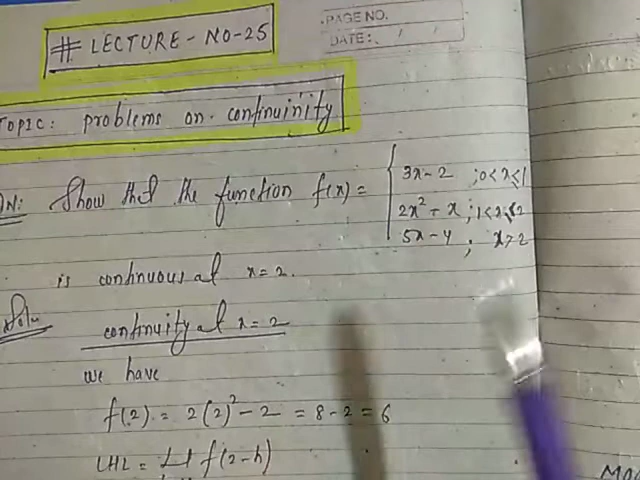 # LECTURE - NO-25
PAGE NO.
DATE: / /
TOPIC: problems on continuinity
QN: Show that the function f(x) = { 3x-2 ; 0<x≤1
2x² - x ; 1<x≤2
5x-4 ; x>2
is continuous at x=2.
Solu
continuity at x=2
we have
f(2) = 2(2)² - 2 = 8-2 = 6
LHL = Lt f(2-h)